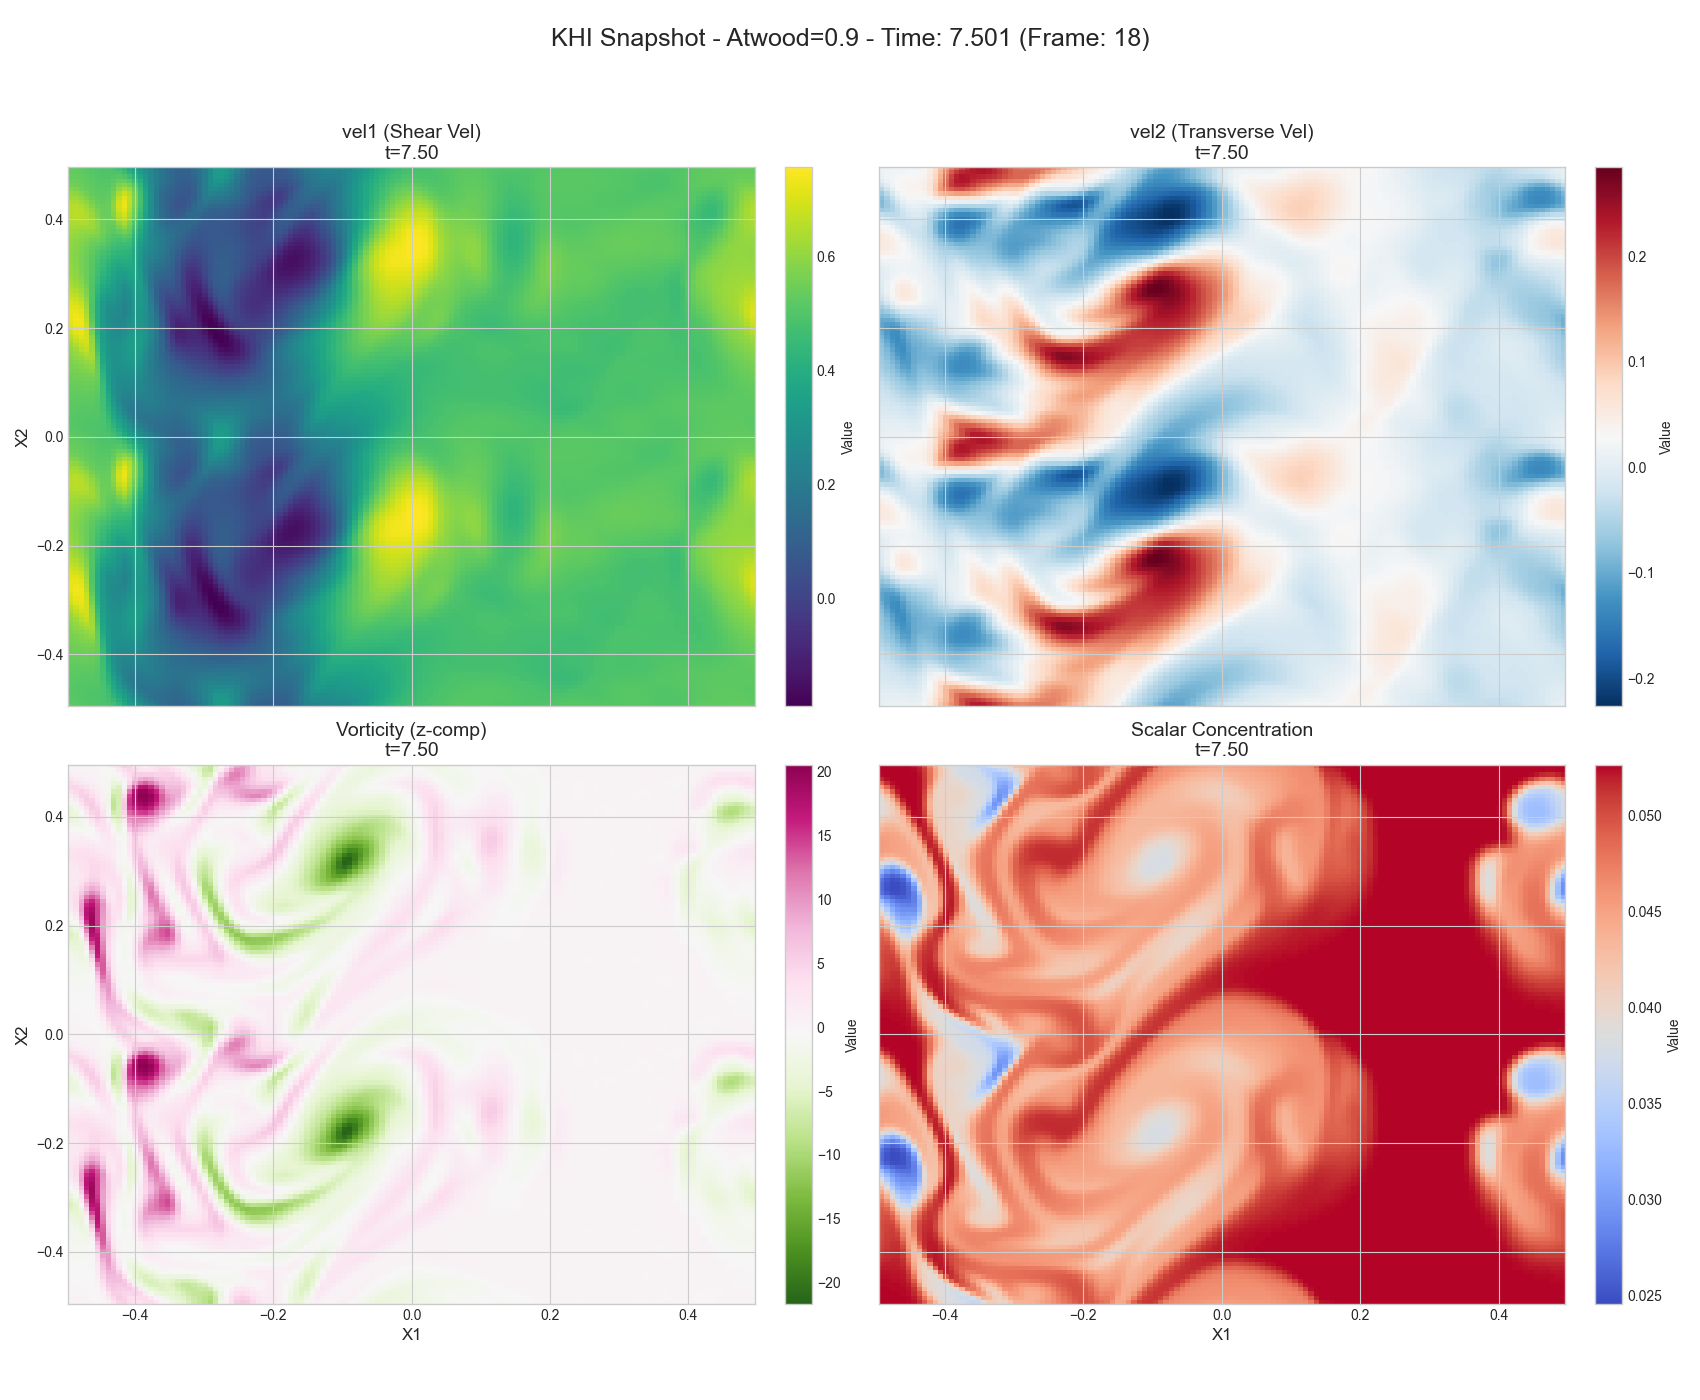 KHI Snapshot - Atwood=0.9 - Time: 7.501 (Frame: 18)
vel1 (Shear Vel)
t=7.50
X2
0.4
0.2
0.0
−0.2
−0.4
0.6
0.4
0.2
0.0
Value
vel2 (Transverse Vel)
t=7.50
0.2
0.1
0.0
−0.1
−0.2
Value
Vorticity (z-comp)
t=7.50
X2
0.4
0.2
0.0
−0.2
−0.4
−0.4
−0.2
0.0
0.2
0.4
X1
20
15
10
5
0
−5
−10
−15
−20
Value
Scalar Concentration
t=7.50
−0.4
−0.2
0.0
0.2
0.4
X1
0.050
0.045
0.040
0.035
0.030
0.025
Value